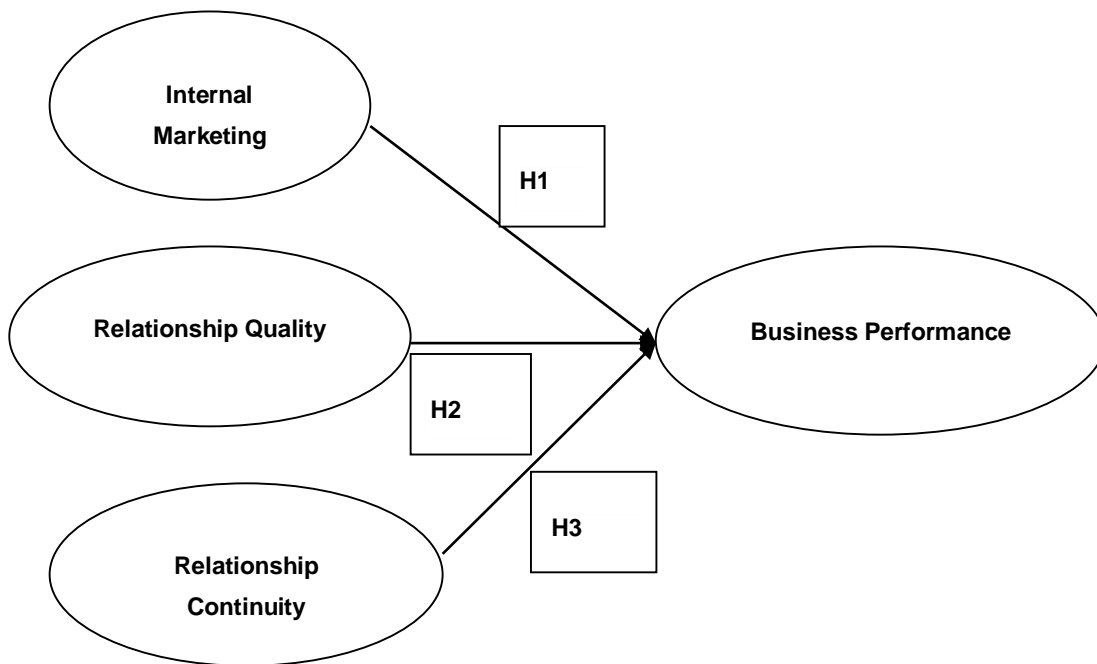 Internal
Marketing
H1
Relationship Quality
Business Performance
H2
H3
Relationship
Continuity